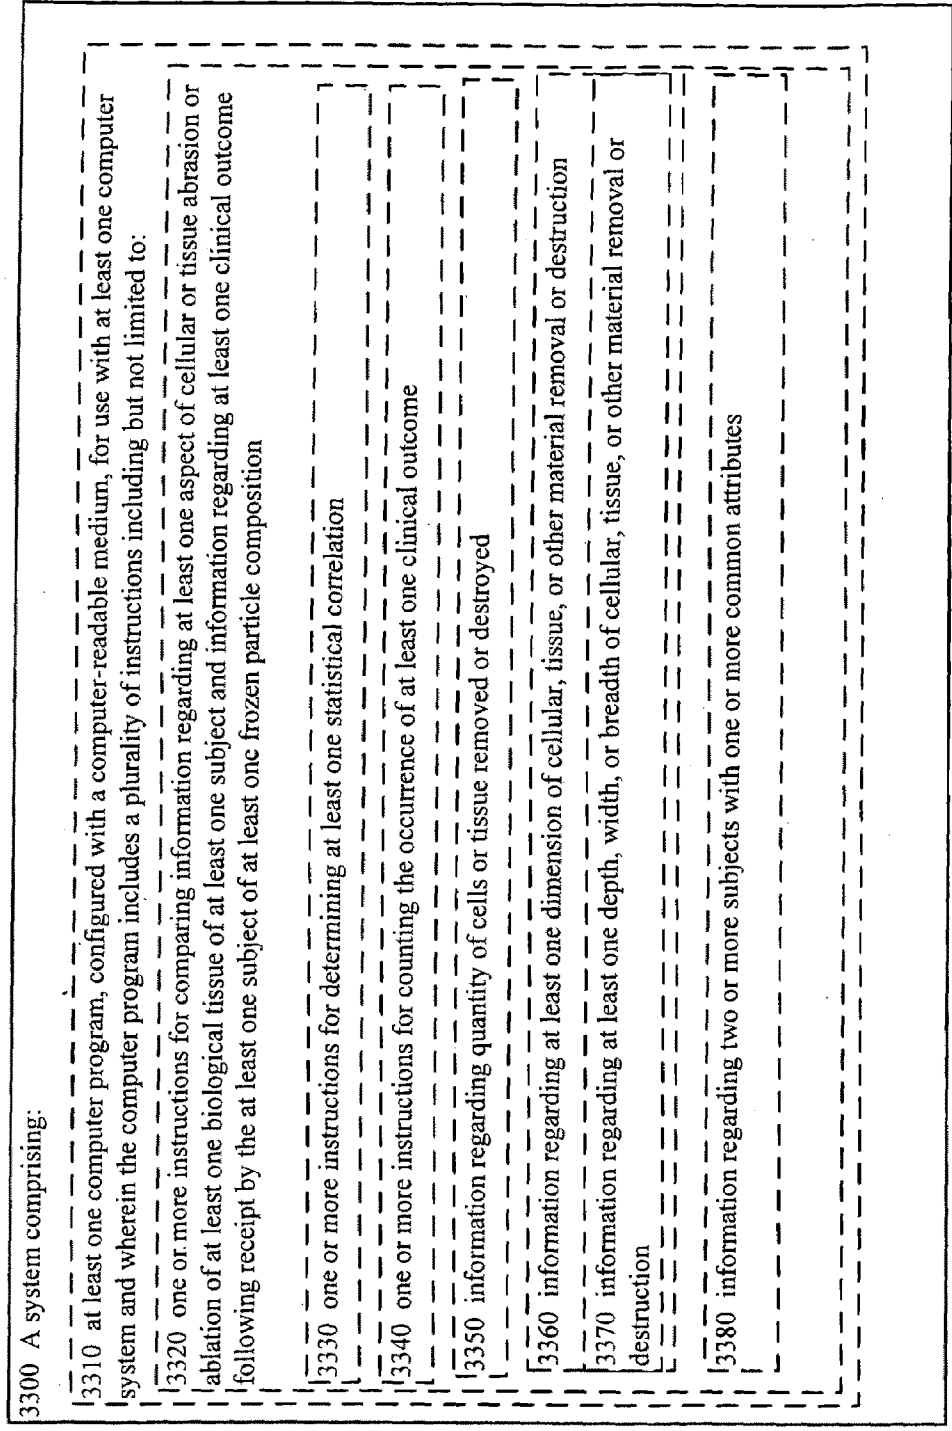 3300 A system comprising:
3310 at least one computer program, configured with a computer-readable medium, for use with at least one computer
system and wherein the computer program includes a plurality of instructions including but not limited to:
3320 one or more instructions for comparing information regarding at least one aspect of cellular or tissue abrasion or
ablation of at least one biological tissue of at least one subject and information regarding at least one clinical outcome
following receipt by the at least one subject of at least one frozen particle composition
3330 one or more instructions for determining at least one statistical correlation
3340 one or more instructions for counting the occurrence of at least one clinical outcome
3350 information regarding quantity of cells or tissue removed or destroyed
3360 information regarding at least one dimension of cellular, tissue, or other material removal or destruction
3370 information regarding at least one depth, width, or breadth of cellular, tissue, or other material removal or
destruction
3380 information regarding two or more subjects with one or more common attributes